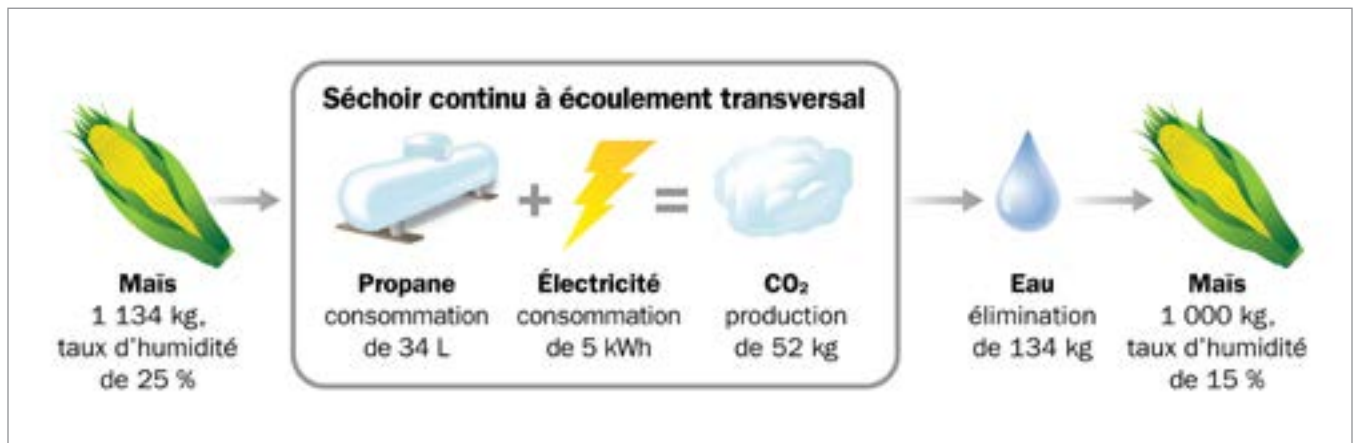 Séchoir continu à écoulement transversal
Maïs
1 134 kg,
taux d'humidité
de 25 %
Propane
consommation
de 34 L
+
Électricité
consommation
de 5 kWh
=
CO₂
production
de 52 kg
Eau
élimination
de 134 kg
Maïs
1 000 kg,
taux d'humidité
de 15 %